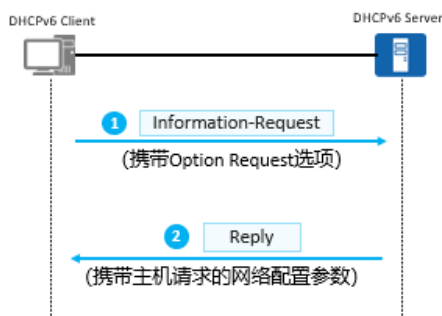 DHCPv6 Client
DHCPv6 Server
1 Information-Request
(携带Option Request选项)
2 Reply
(携带主机请求的网络配置参数)